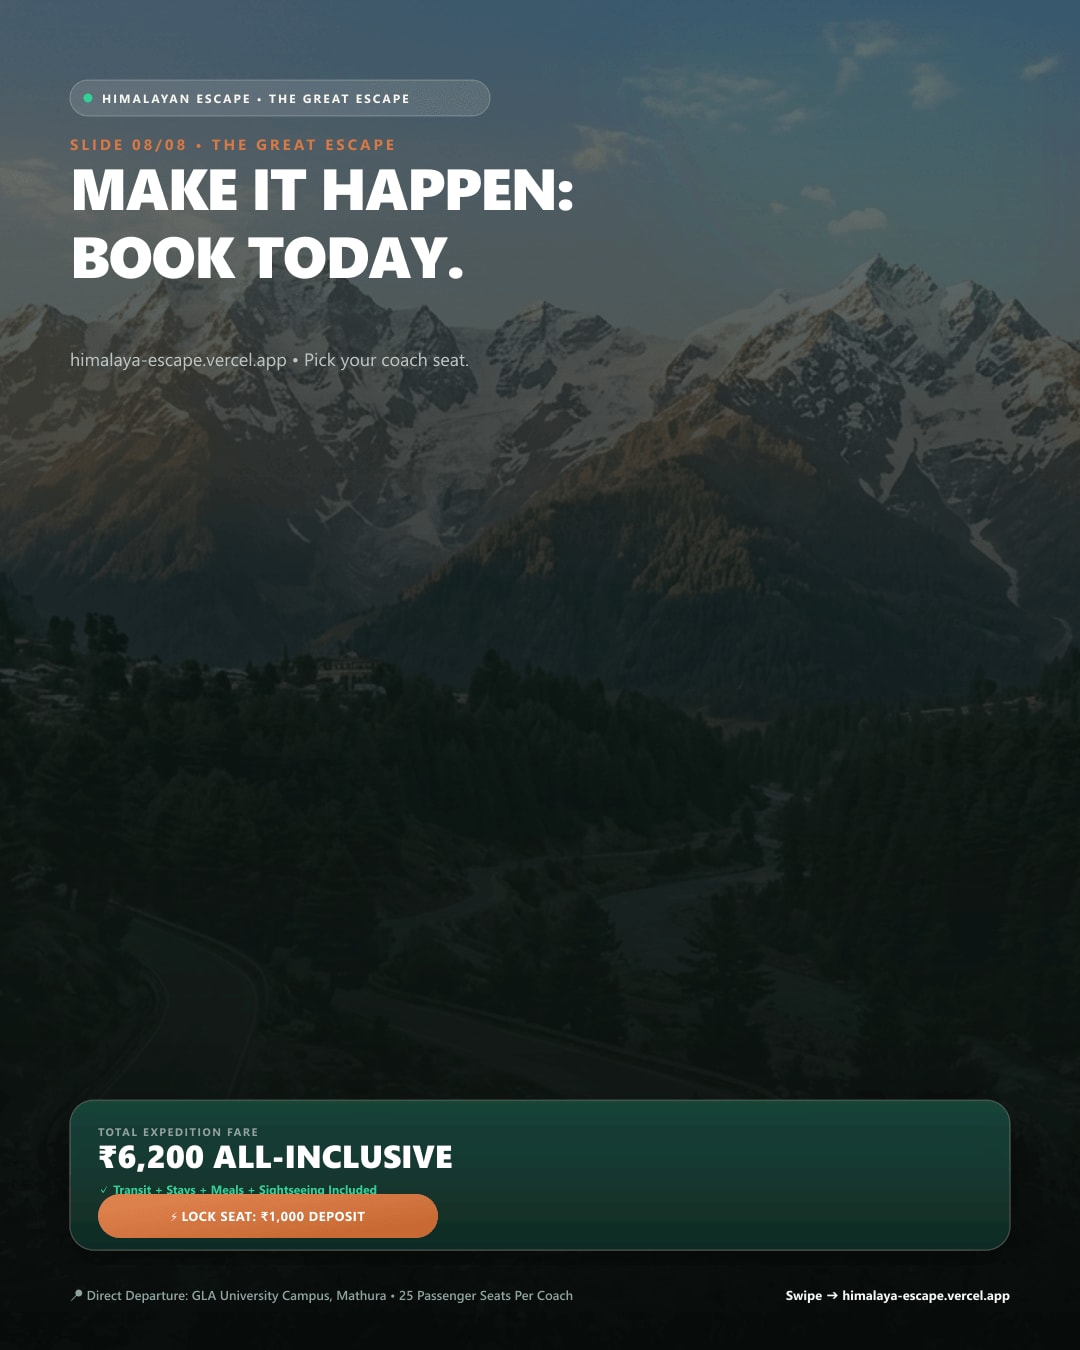 HIMALAYAN ESCAPE • THE GREAT ESCAPE
SLIDE 08/08 • THE GREAT ESCAPE
MAKE IT HAPPEN:
BOOK TODAY.
himalaya-escape.vercel.app • Pick your coach seat.
TOTAL EXPEDITION FARE
₹6,200 ALL-INCLUSIVE
✓ Transit + Stays + Meals + Sightseeing Included
⚡ LOCK SEAT: ₹1,000 DEPOSIT
📍 Direct Departure: GLA University Campus, Mathura • 25 Passenger Seats Per Coach
Swipe → himalaya-escape.vercel.app